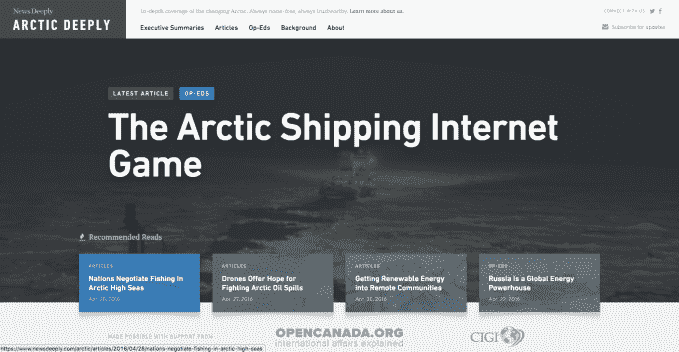 News Deeply
ARCTIC DEEPLY
In-depth coverage of the changing Arctic. Always noise-free, always trustworthy. Learn more about us.
Executive Summaries Articles Op-Eds Background About
CONNECT WITH US
Subscribe for updates
LATEST ARTICLE OP-EDS
The Arctic Shipping Internet
Game
Recommended Reads
ARTICLES
Nations Negotiate Fishing In
Arctic High Seas
Apr 28, 2016
ARTICLES
Drones Offer Hope for
Fighting Arctic Oil Spills
Apr 27, 2016
ARTICLES
Getting Renewable Energy
into Remote Communities
2016
OP-EDS
Russia Is a Global Energy
Powerhouse
2016
MADE POSSIBLE WITH SUPPORT FROM
OPENCANADA.ORG
international affairs explained
CIGI
https://www.newsdeeply.com/arctic/articles/2016/04/28/nations-negotiate-fishing-in-arctic-high-seas